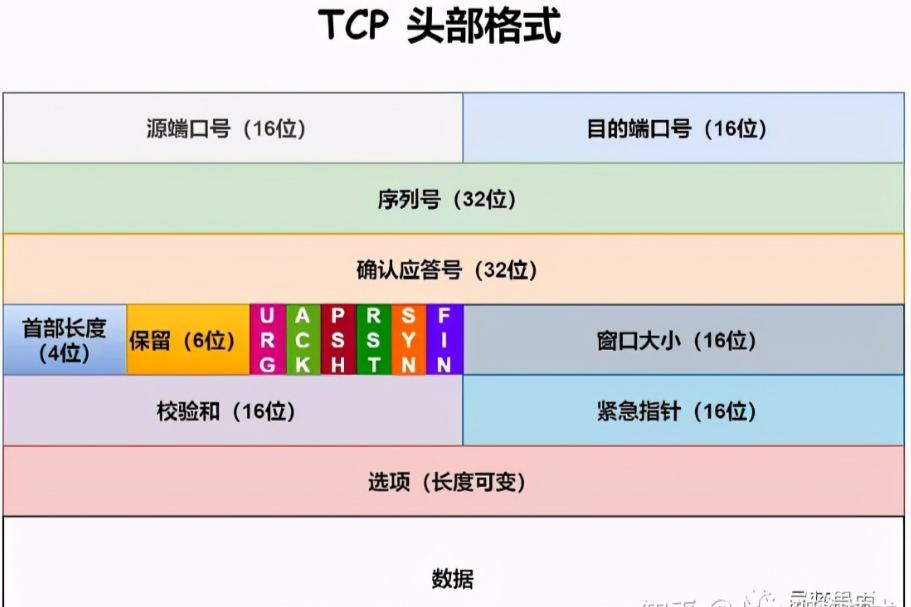 TCP 头部格式
源端口号（16位） 目的端口号（16位）
序列号（32位）
确认应答号（32位）
首部长度（4位） 保留（6位） URG ACK PSH RST SYN FIN 窗口大小（16位）
校验和（16位） 紧急指针（16位）
选项（长度可变）
数据